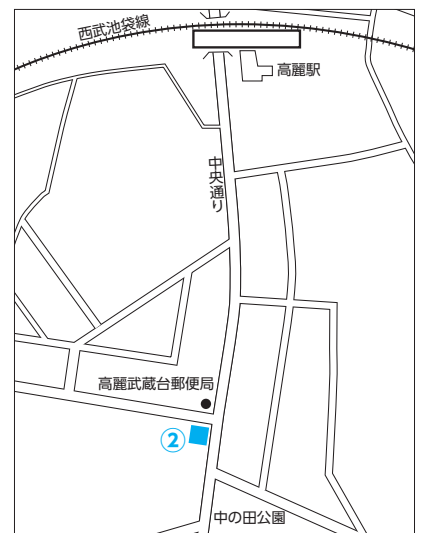 西武池袋線
高麗駅
中央通り
高麗武蔵台郵便局
②
中の田公園